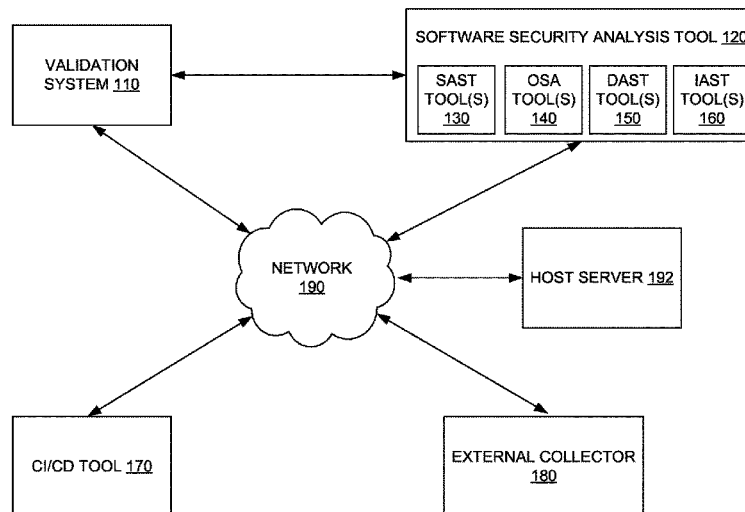 VALIDATION
SYSTEM 110
SOFTWARE SECURITY ANALYSIS TOOL 120
SAST
TOOL(S)
130
OSA
TOOL(S)
140
DAST
TOOL(S)
150
IAST
TOOL(S)
160
NETWORK
190
HOST SERVER 192
CI/CD TOOL 170
EXTERNAL COLLECTOR
180